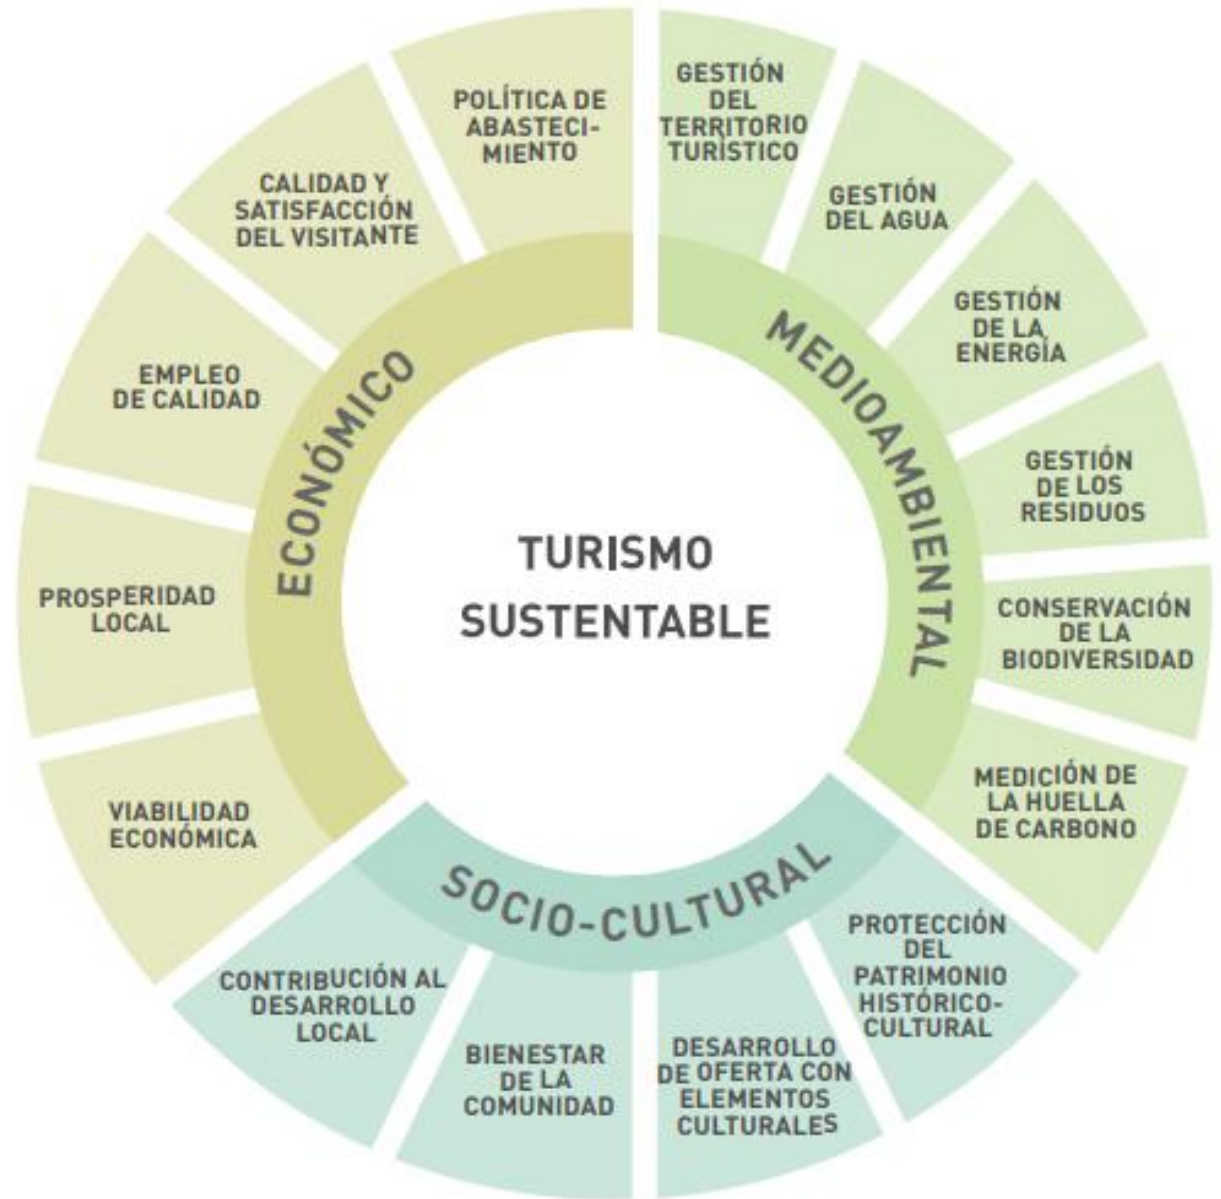 TURISMO
SUSTENTABLE
MEDIOAMBIENTAL
GESTIÓN
DEL
TERRITORIO
TURÍSTICO
GESTIÓN
DEL AGUA
GESTIÓN
DE LA
ENERGÍA
GESTIÓN
DE LOS
RESIDUOS
CONSERVACIÓN
DE LA
BIODIVERSIDAD
MEDICIÓN DE
LA HUELLA
DE CARBONO
SOCIO-CULTURAL
PROTECCIÓN
DEL
PATRIMONIO
HISTÓRICO-
CULTURAL
DESARROLLO
DE OFERTA CON
ELEMENTOS
CULTURALES
BIENESTAR
DE LA
COMUNIDAD
CONTRIBUCIÓN AL
DESARROLLO
LOCAL
ECONÓMICO
VIABILIDAD
ECONÓMICA
PROSPERIDAD
LOCAL
EMPLEO
DE CALIDAD
CALIDAD Y
SATISFACCIÓN
DEL VISITANTE
POLÍTICA DE
ABASTECI-
MIENTO